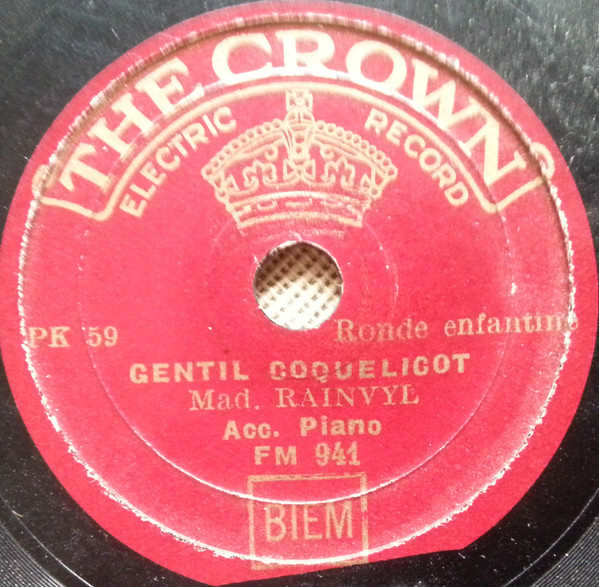 THE CROWN
ELECTRIC RECORD
PK 59
Ronde enfantine
GENTIL COQUELICOT
Mad. RAINVYL
Acc. Piano
FM 941
BIEM